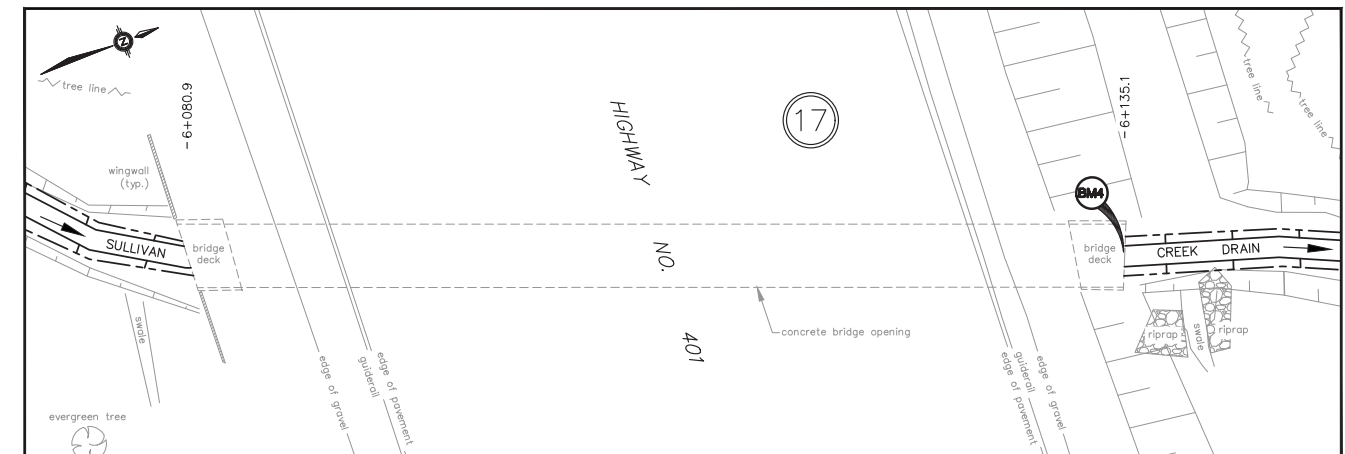 N
tree line
6+080.9
wingwall
(typ.)
SULLIVAN
bridge
deck
swale
evergreen tree
edge of gravel
guiderail
edge of pavement
HIGHWAY
NO.
401
17
concrete bridge opening
edge of pavement
guiderail
edge of gravel
6+135.1
BM4
bridge
deck
CREEK DRAIN
riprap
swale
riprap
tree line
tree line